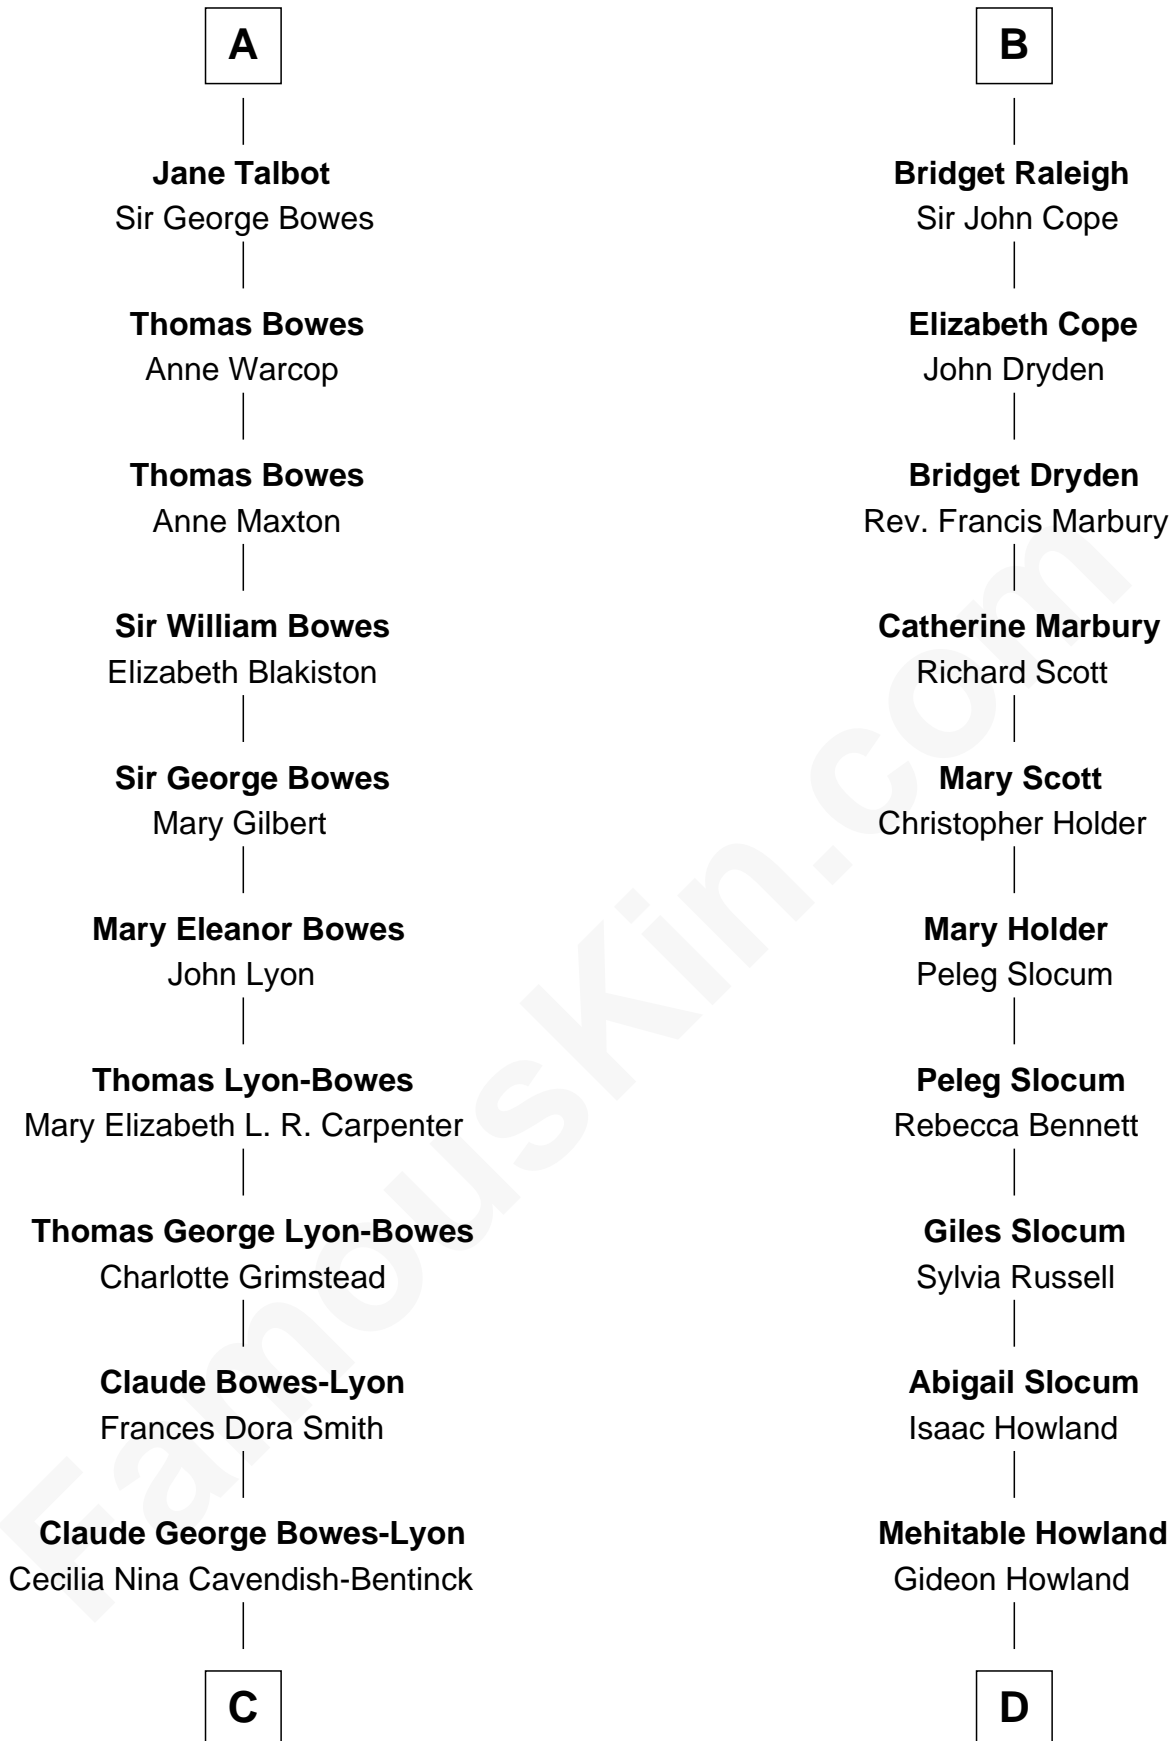 A
Jane Talbot
Sir George Bowes
Thomas Bowes
Anne Warcop
Thomas Bowes
Anne Maxton
Sir William Bowes
Elizabeth Blakiston
Sir George Bowes
Mary Gilbert
Mary Eleanor Bowes
John Lyon
Thomas Lyon-Bowes
Mary Elizabeth L. R. Carpenter
Thomas George Lyon-Bowes
Charlotte Grimstead
Claude Bowes-Lyon
Frances Dora Smith
Claude George Bowes-Lyon
Cecilia Nina Cavendish-Bentinck
C
B
Bridget Raleigh
Sir John Cope
Elizabeth Cope
John Dryden
Bridget Dryden
Rev. Francis Marbury
Catherine Marbury
Richard Scott
Mary Scott
Christopher Holder
Mary Holder
Peleg Slocum
Peleg Slocum
Rebecca Bennett
Giles Slocum
Sylvia Russell
Abigail Slocum
Isaac Howland
Mehitable Howland
Gideon Howland
D
FamousKin.com